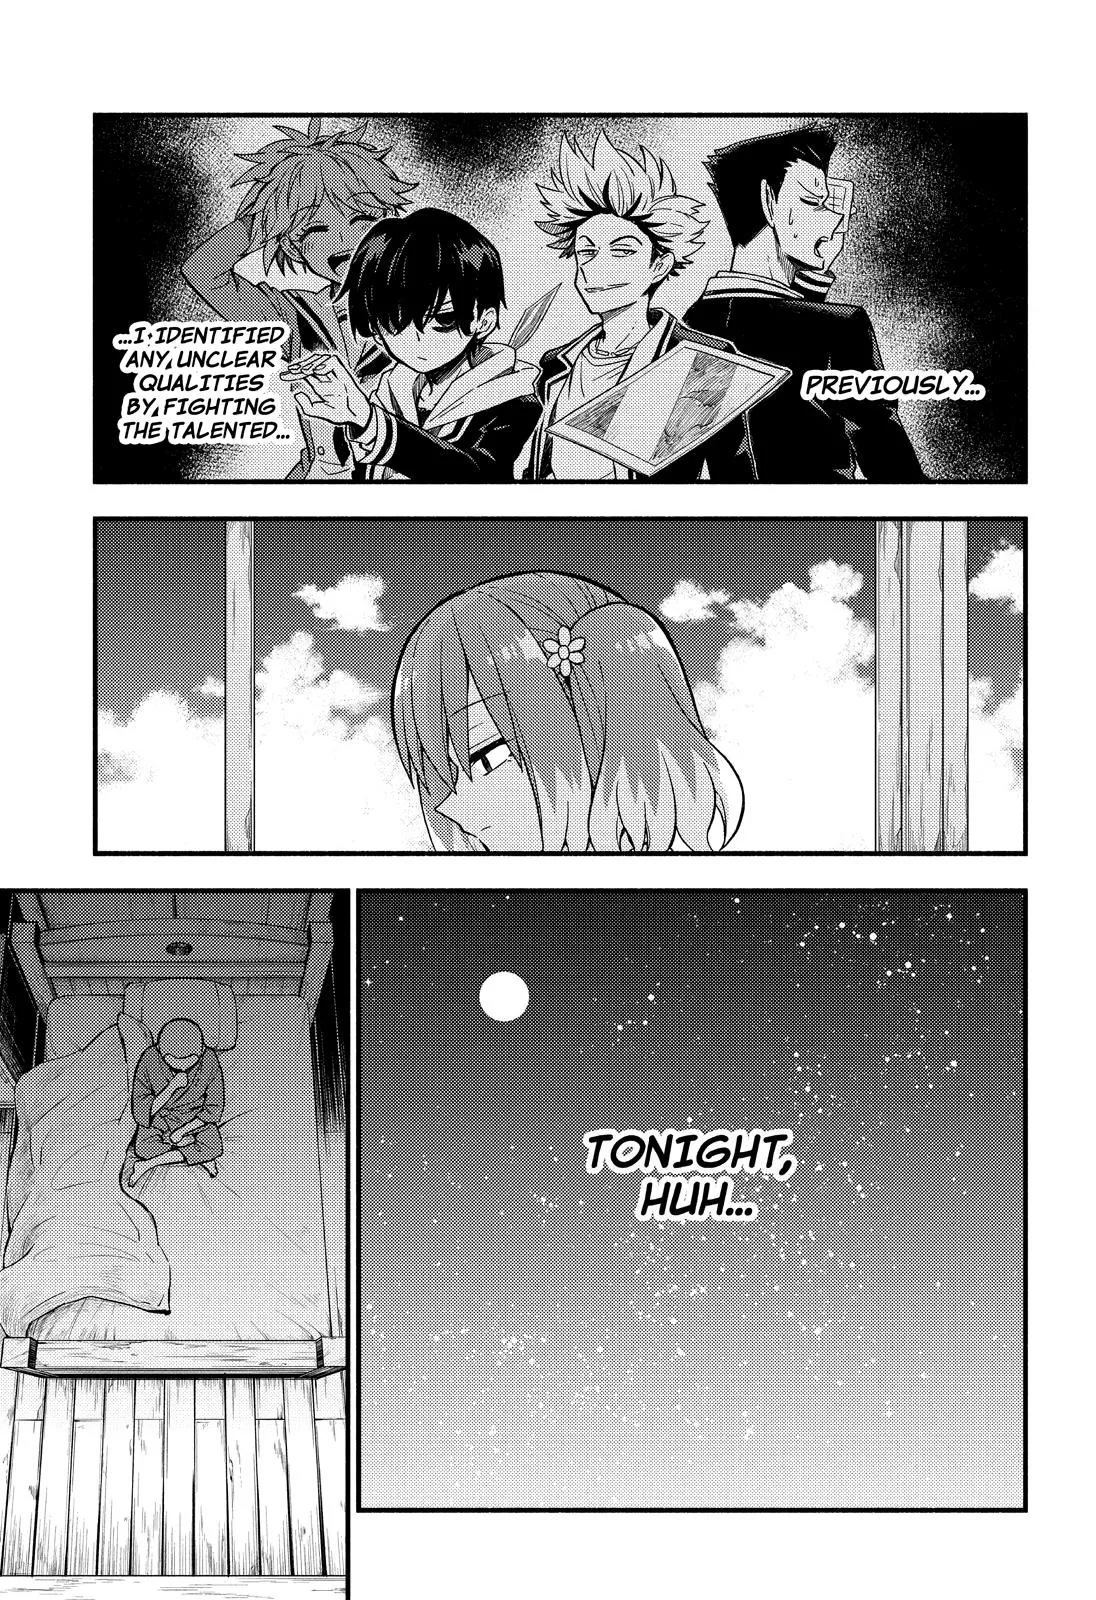 PREVIOUSLY...
...I IDENTIFIED
ANY UNCLEAR
QUALITIES
BY FIGHTING
THE TALENTED...
TONIGHT,
HUH...